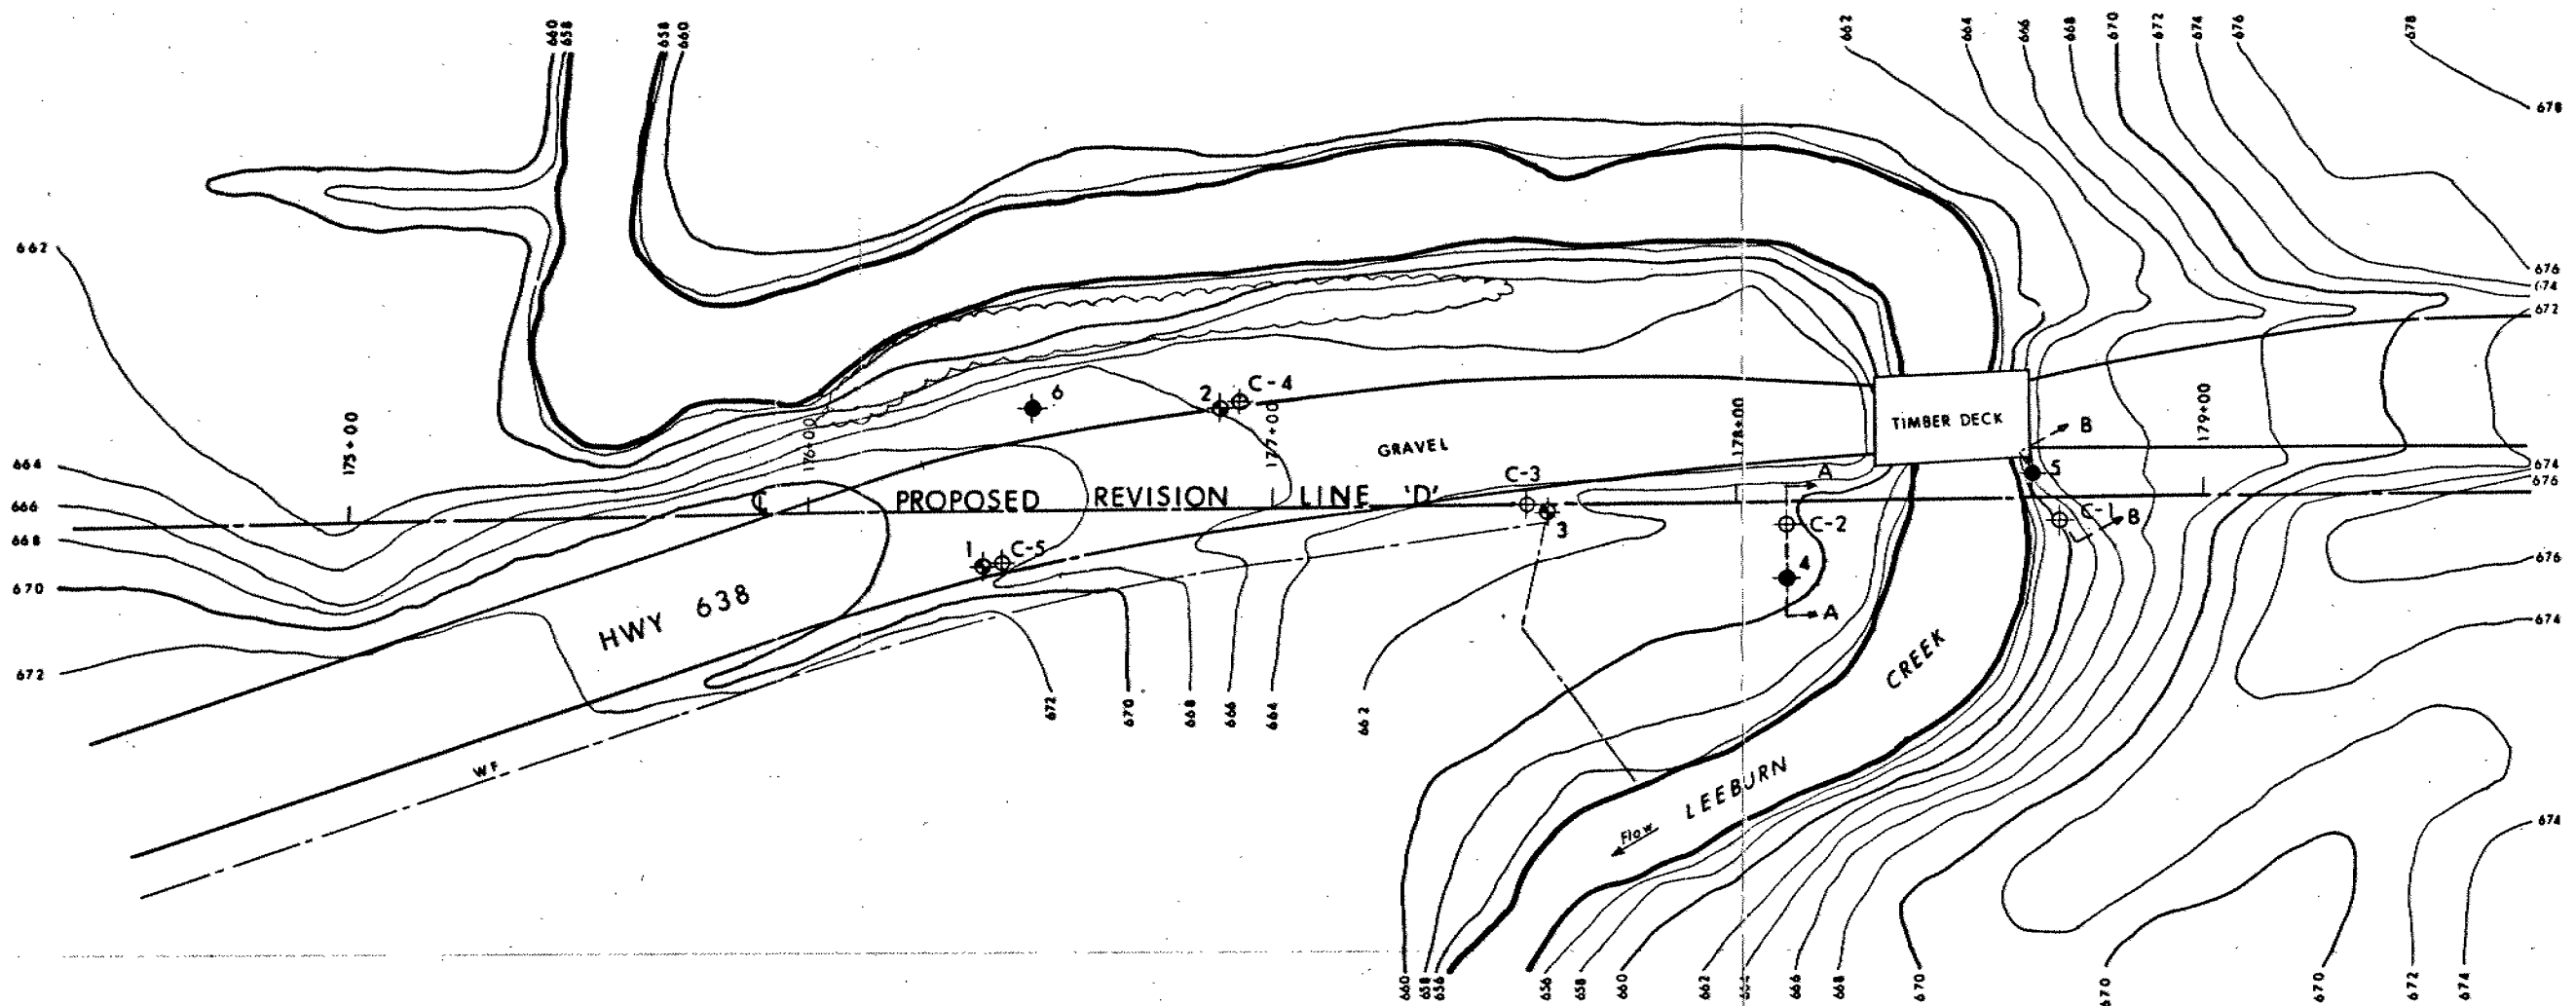 660 658 658 660 662 664 666 668 670 672 674 676 678
678
662
676
674
672
6
2 C-4
175+00 176+00 177+00 178+00 179+00
TIMBER DECK
B
GRAVEL
A
5
664
674
676
C-3
666
℄ PROPOSED REVISION LINE 'D'
C-1 B
3
C-2
668
1 C-5
676
4
670
HWY 638
A
674
672
CREEK
672 670 668 666 664 662
WF
LEEBURN
Flow
674
660 658 656 656 658 660 662 664 666 668 670 670 670 672 674